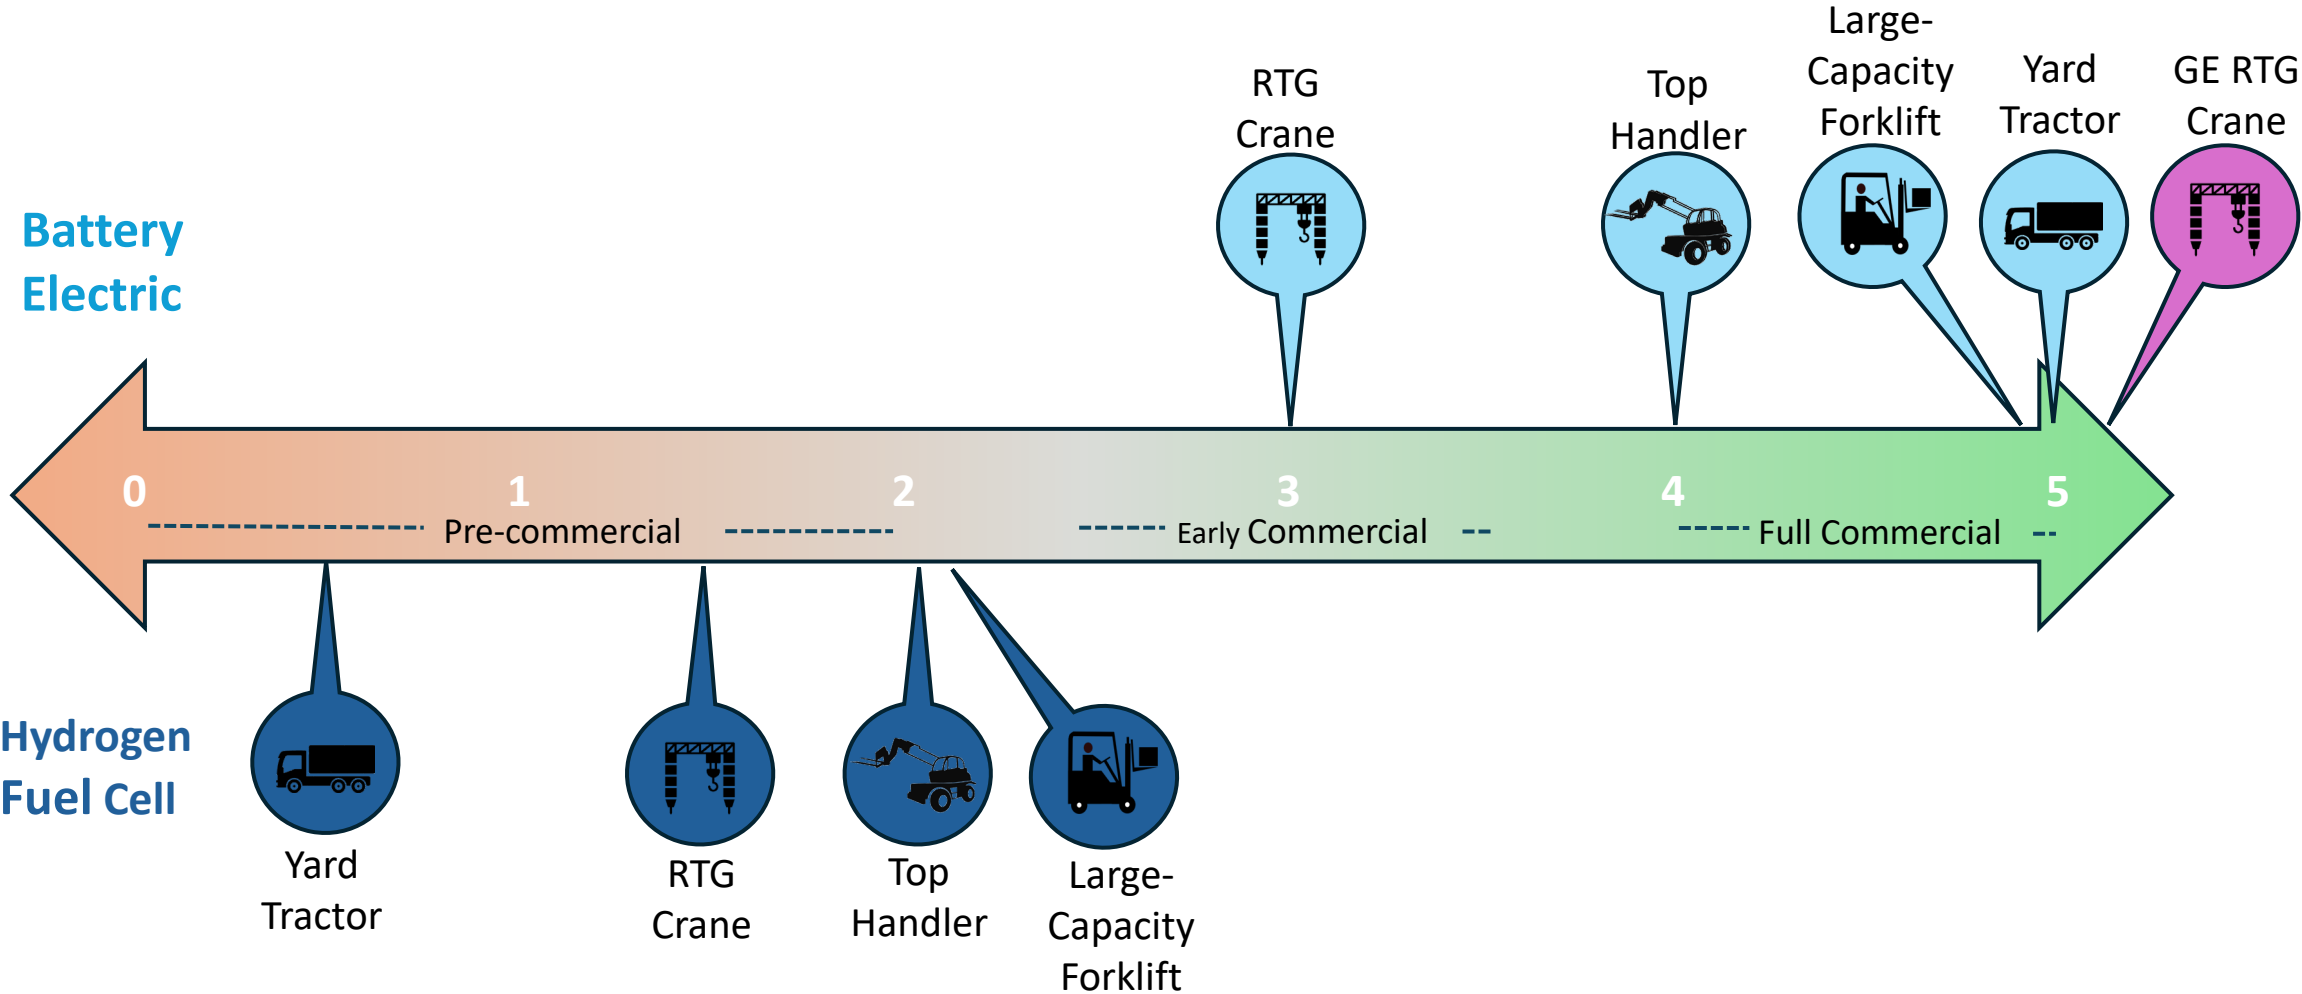 Large-
Capacity
Forklift
RTG
Crane
Top
Handler
Yard
Tractor
GE RTG
Crane
Battery
Electric
0 1 2 3 4 5
Pre-commercial Early Commercial Full Commercial
Hydrogen
Fuel Cell
Yard
Tractor
RTG
Crane
Top
Handler
Large-
Capacity
Forklift